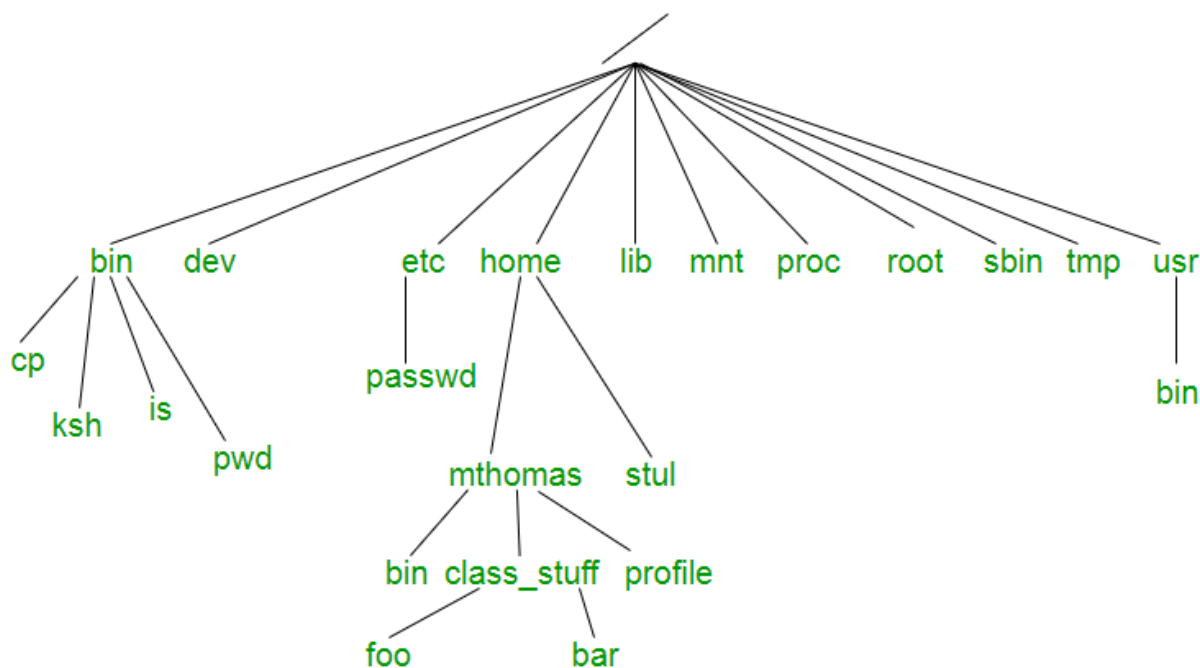 /
bin dev etc home lib mnt proc root sbin tmp usr
cp
passwd
bin
is
ksh
pwd
mthomas stul
bin class_stuff profile
foo bar